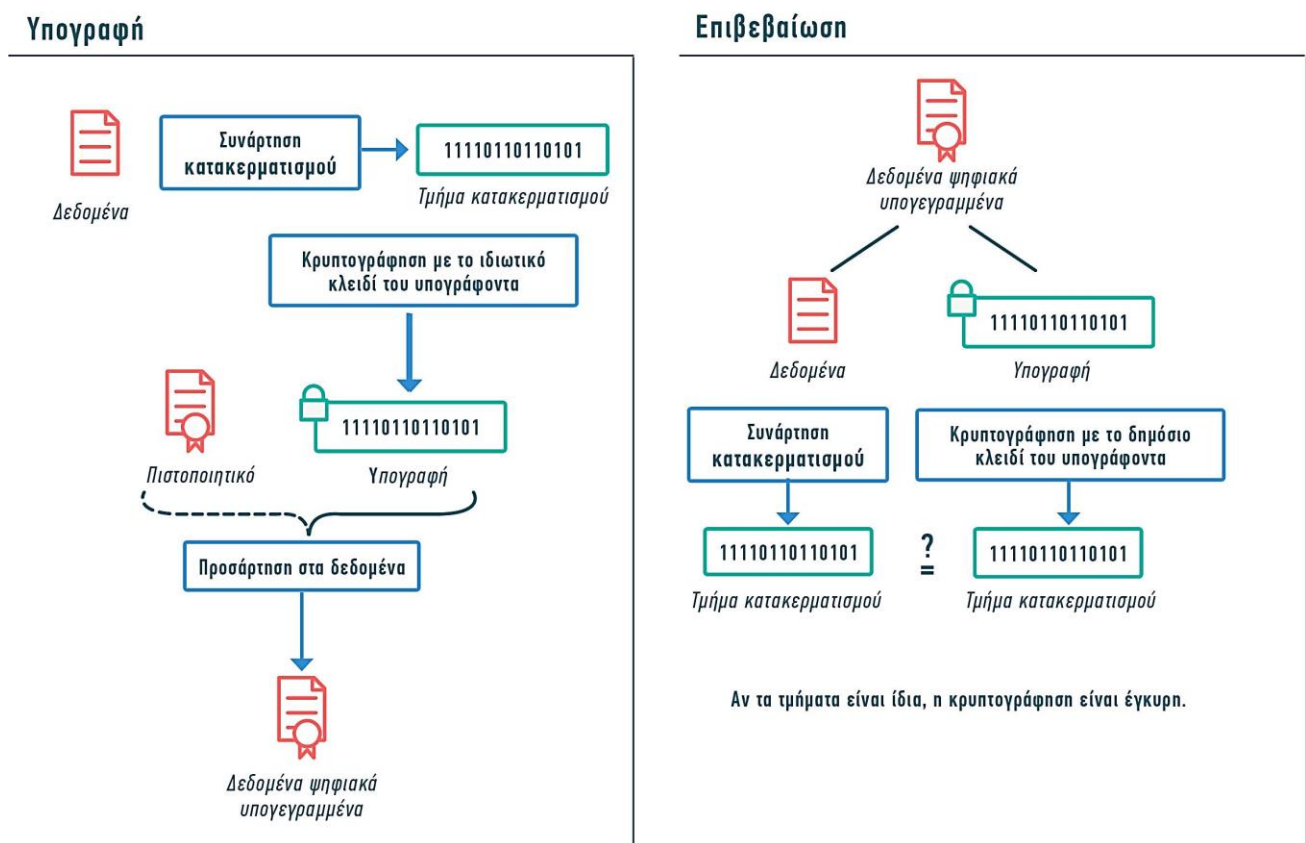 Υπογραφή
Συνάρτηση
κατακερματισμού
11110110110101
Δεδομένα
Τμήμα κατακερματισμού
Κρυπτογράφηση με το ιδιωτικό
κλειδί του υπογράφοντα
11110110110101
Πιστοποιητικό
Υπογραφή
Προσάρτηση στα δεδομένα
Δεδομένα ψηφιακά
υπογεγραμμένα
Επιβεβαίωση
Δεδομένα ψηφιακά
υπογεγραμμένα
11110110110101
Δεδομένα
Υπογραφή
Συνάρτηση
κατακερματισμού
Κρυπτογράφηση με το δημόσιο
κλειδί του υπογράφοντα
11110110110101
?
=
11110110110101
Τμήμα κατακερματισμού
Τμήμα κατακερματισμού
Αν τα τμήματα είναι ίδια, η κρυπτογράφηση είναι έγκυρη.